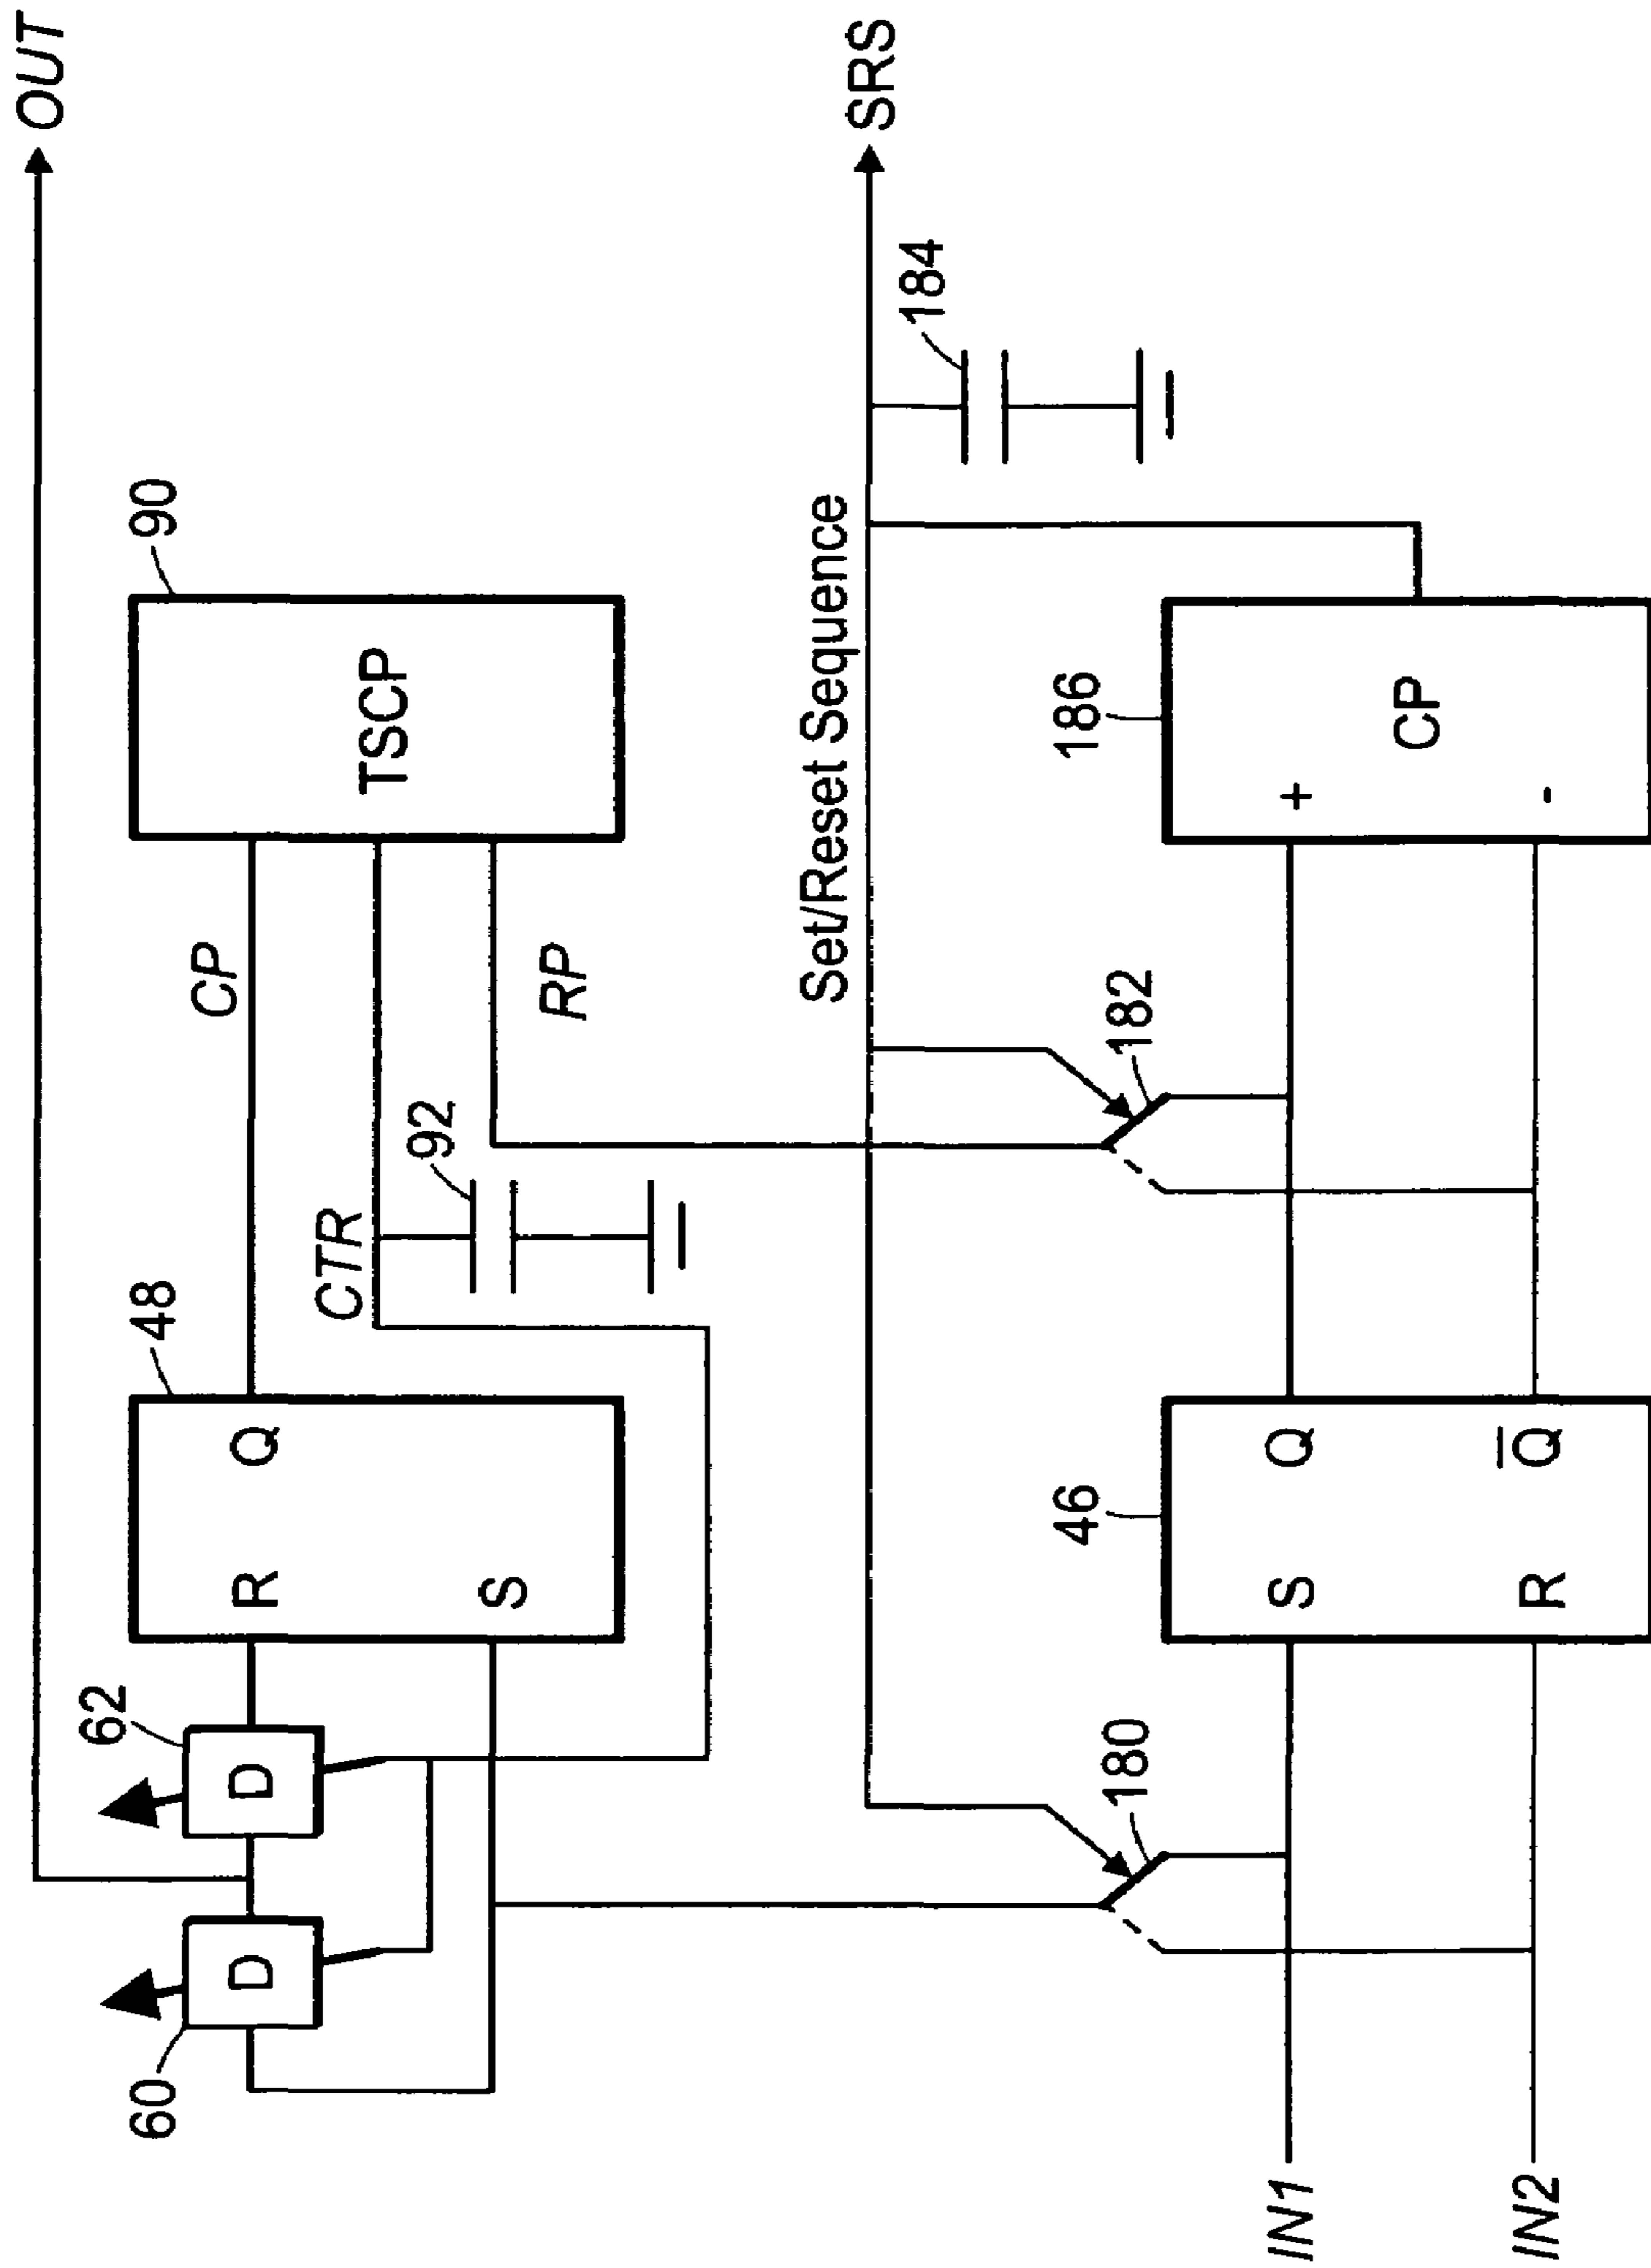 OUT
90
TSCP
CP
RP
CTR
92
48
R
Q
S
62
D
60
D
SRS
184
Set/Reset Sequence
186
+
CP
-
182
46
S
Q
R
Q̅
180
IN1
IN2